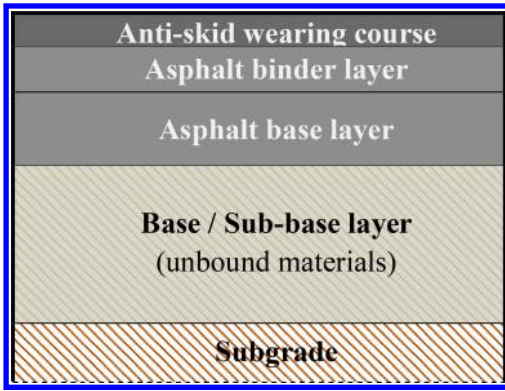 Anti-skid wearing course
Asphalt binder layer
Asphalt base layer
Base / Sub-base layer
(unbound materials)
Subgrade